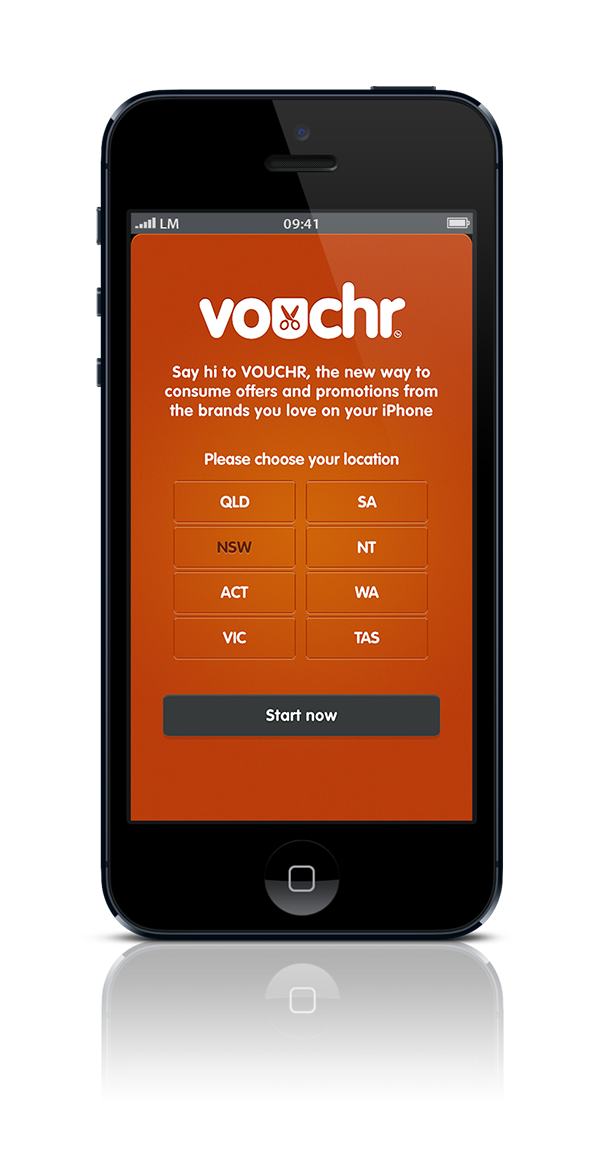 LM 09:41
vouchr
Say hi to VOUCHR, the new way to
consume offers and promotions from
the brands you love on your iPhone
Please choose your location
QLD SA
NSW NT
ACT WA
VIC TAS
Start now